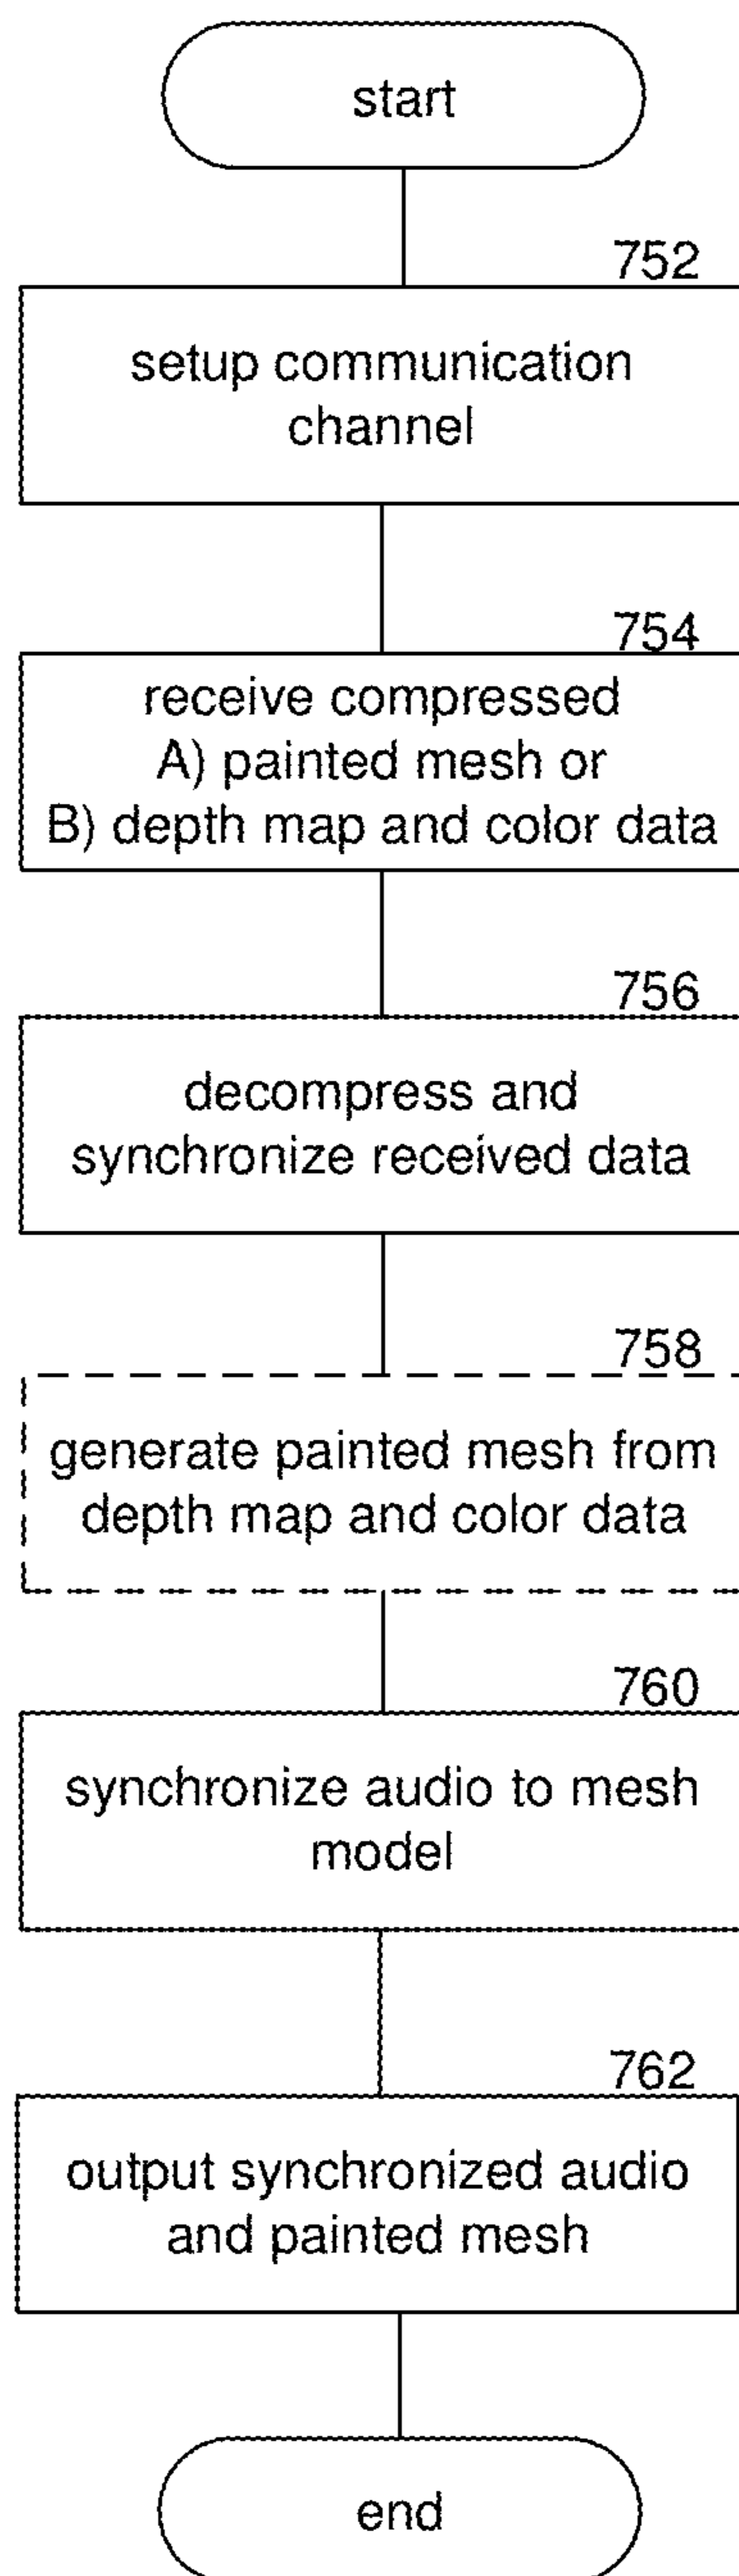 start
752
setup communication
channel
754
receive compressed
A) painted mesh or
B) depth map and color data
756
decompress and
synchronize received data
758
generate painted mesh from
depth map and color data
760
synchronize audio to mesh
model
762
output synchronized audio
and painted mesh
end